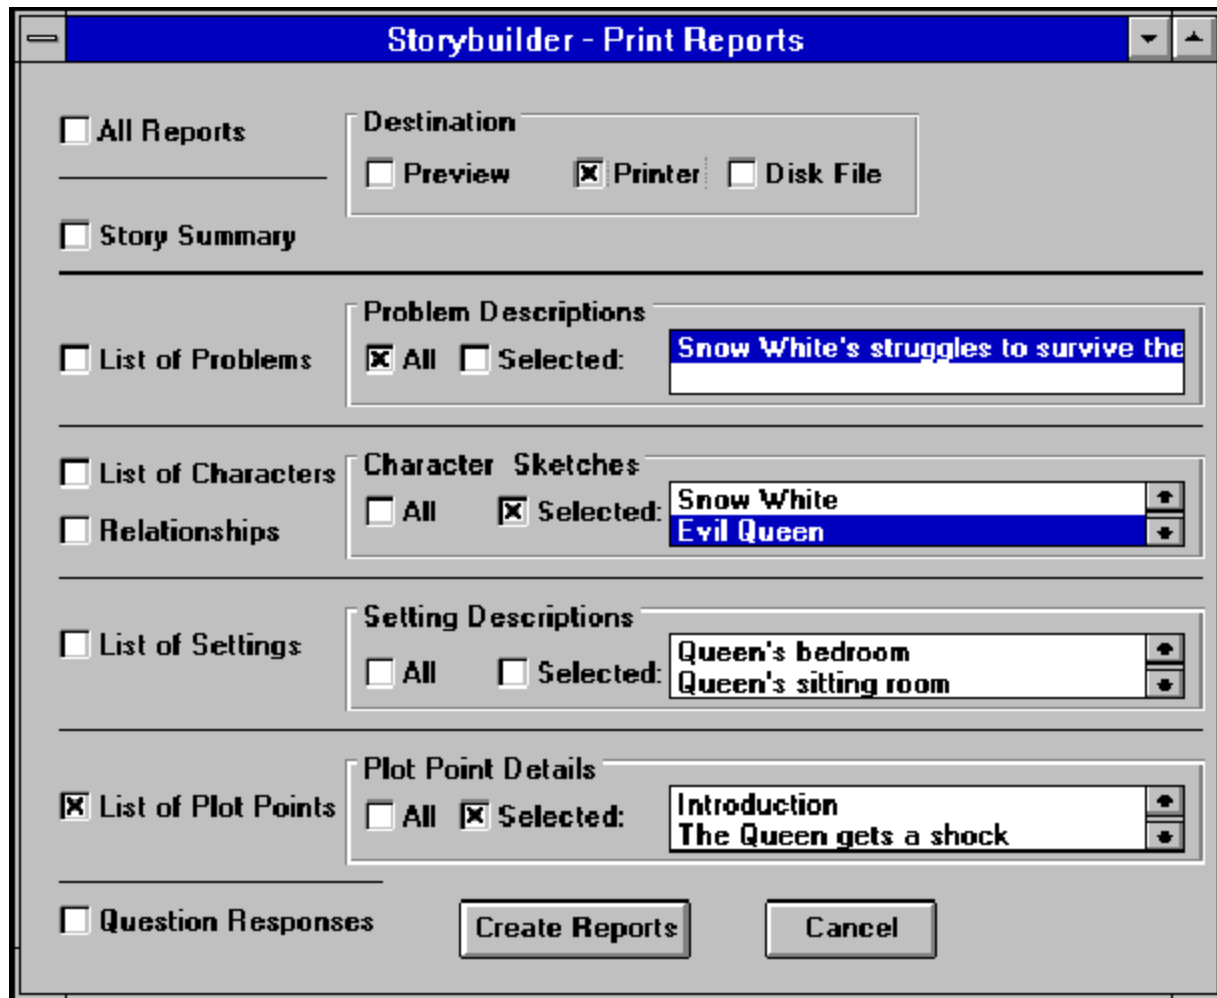 Storybuilder - Print Reports
All Reports
Destination
Preview Printer Disk File
Story Summary
Problem Descriptions
List of Problems
All Selected:
Snow White's struggles to survive the
List of Characters
Relationships
Character Sketches
All Selected:
Snow White
Evil Queen
List of Settings
Setting Descriptions
All Selected:
Queen's bedroom
Queen's sitting room
List of Plot Points
Plot Point Details
All Selected:
Introduction
The Queen gets a shock
Question Responses
Create Reports
Cancel